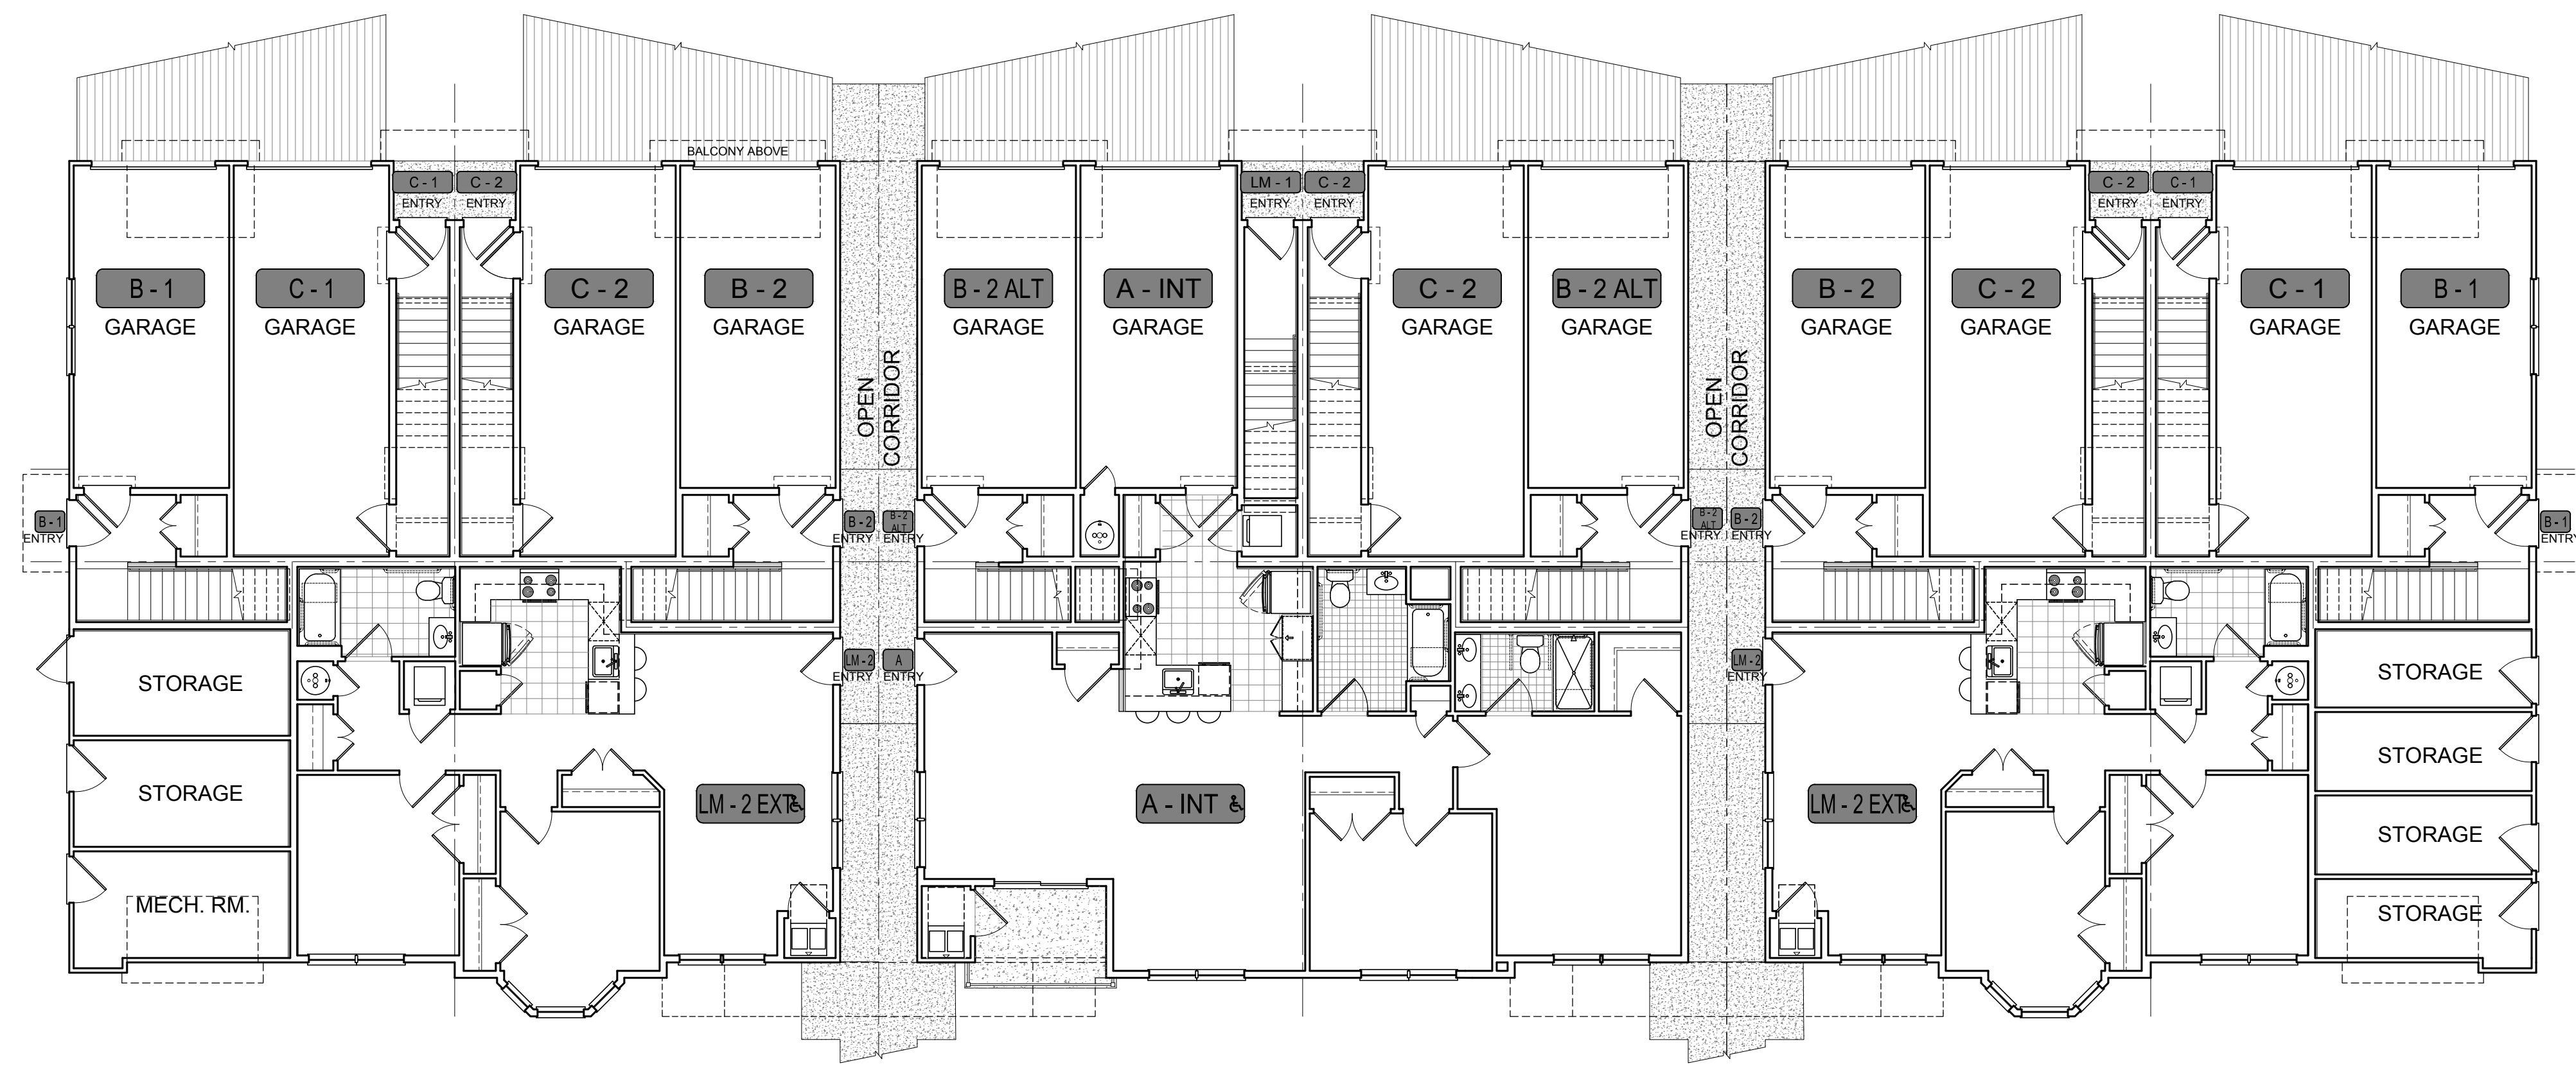 BALCONY ABOVE
C - 1
C - 2
LM - 1
C - 2
C - 2
C - 1
ENTRY
ENTRY
ENTRY
ENTRY
ENTRY
ENTRY
B - 1
GARAGE
C - 1
GARAGE
C - 2
GARAGE
B - 2
GARAGE
B - 2 ALT
GARAGE
A - INT
GARAGE
C - 2
GARAGE
B - 2 ALT
GARAGE
B - 2
GARAGE
C - 2
GARAGE
C - 1
GARAGE
B - 1
GARAGE
OPEN
CORRIDOR
OPEN
CORRIDOR
B - 1
ENTRY
B - 2
ENTRY
B - 2
ALT
ENTRY
B - 2
ALT
ENTRY
B - 2
ENTRY
B - 1
ENTRY
LM - 2
ENTRY
A
ENTRY
LM - 2
ENTRY
STORAGE
STORAGE
MECH. RM.
LM - 2 EXT
A - INT
LM - 2 EXT
STORAGE
STORAGE
STORAGE
STORAGE